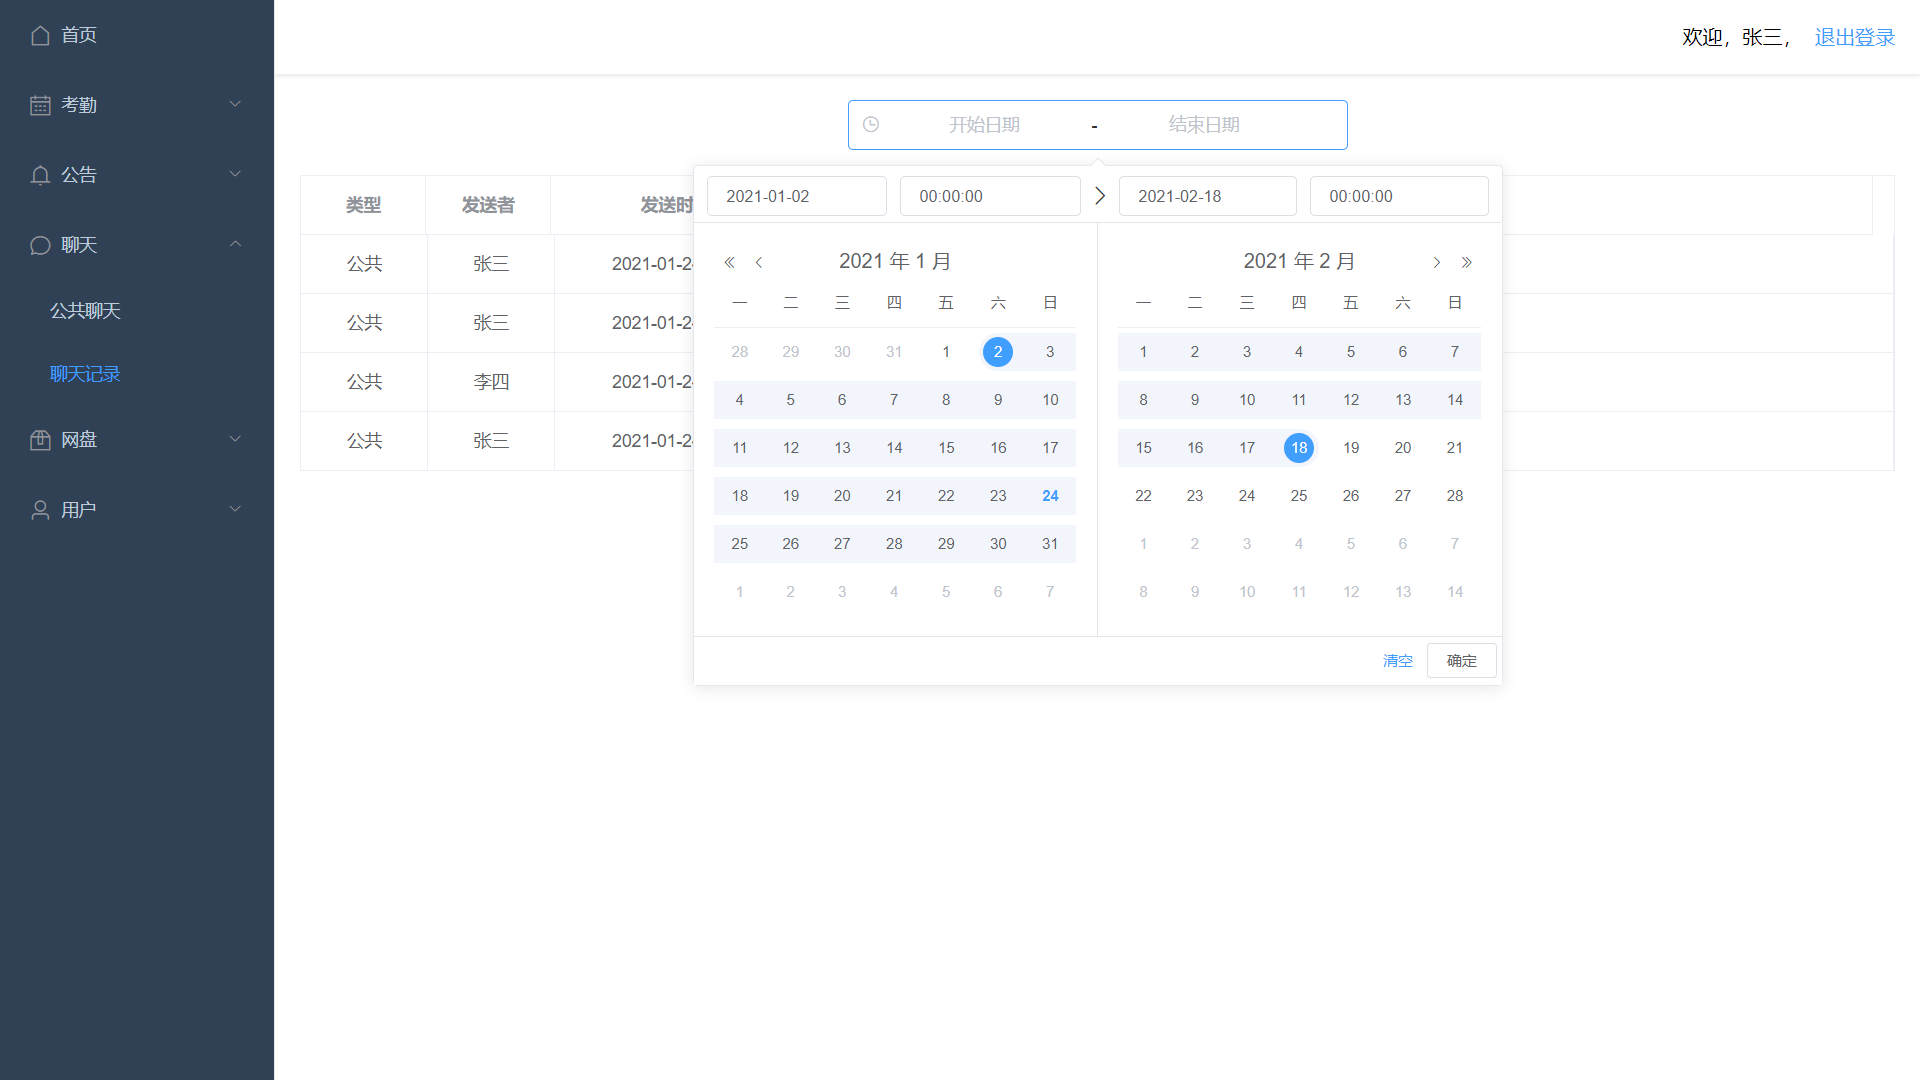 首页
考勤
公告
聊天
公共聊天
聊天记录
网盘
用户
欢迎，张三， 退出登录
开始日期 - 结束日期
类型 发送者 发送时
公共 张三 2021-01-2
公共 张三 2021-01-2
公共 李四 2021-01-2
公共 张三 2021-01-2
2021-01-02 00:00:00 2021-02-18 00:00:00
2021 年 1 月
一 二 三 四 五 六 日
28 29 30 31 1 2 3
4 5 6 7 8 9 10
11 12 13 14 15 16 17
18 19 20 21 22 23 24
25 26 27 28 29 30 31
1 2 3 4 5 6 7
2021 年 2 月
一 二 三 四 五 六 日
1 2 3 4 5 6 7
8 9 10 11 12 13 14
15 16 17 18 19 20 21
22 23 24 25 26 27 28
1 2 3 4 5 6 7
8 9 10 11 12 13 14
清空 确定